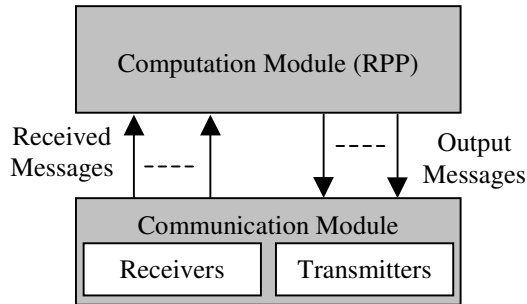 Computation Module (RPP)
Received
Messages
Output
Messages
Communication Module
Receivers
Transmitters